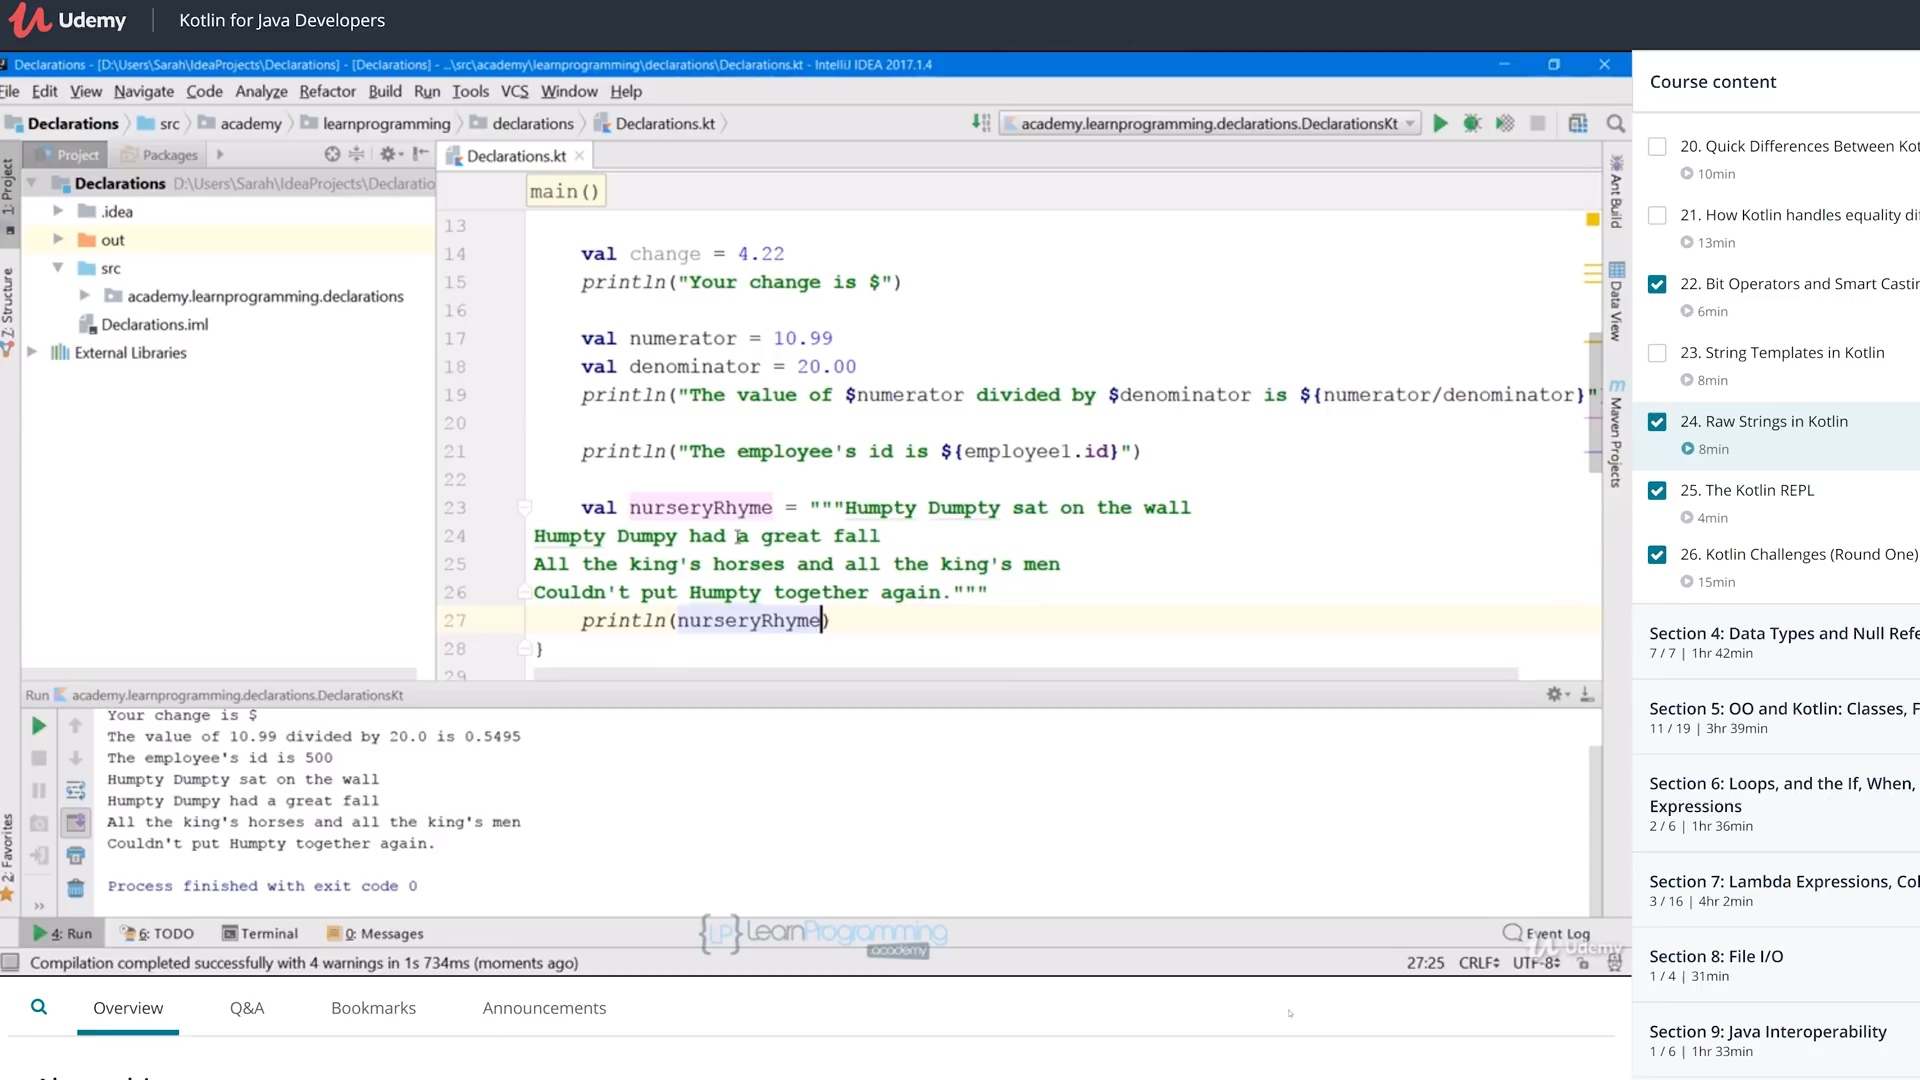 Udemy
Kotlin for Java Developers
Declarations - [D:\Users\Sarah\IdeaProjects\Declarations] - [Declarations] - ...\src\academy\learnprogramming\declarations\Declarations.kt - IntelliJ IDEA 2017.1.4
File Edit View Navigate Code Analyze Refactor Build Run Tools VCS Window Help
Declarations src academy learnprogramming declarations Declarations.kt
academy.learnprogramming.declarations.DeclarationsKt
Project Packages
Declarations.kt
1: Project
7: Structure
2: Favorites
Declarations D:\Users\Sarah\IdeaProjects\Declaratio
.idea
out
src
academy.learnprogramming.declarations
Declarations.iml
External Libraries
main()
13
14 val change = 4.22
15 println("Your change is $")
16
17 val numerator = 10.99
18 val denominator = 20.00
19 println("The value of $numerator divided by $denominator is ${numerator/denominator}"
20
21 println("The employee's id is ${employee1.id}")
22
23 val nurseryRhyme = """Humpty Dumpty sat on the wall
24 Humpty Dumpy had a great fall
25 All the king's horses and all the king's men
26 Couldn't put Humpty together again."""
27 println(nurseryRhyme)
28 }
29
Ant Build
Data View
m Maven Projects
Run academy.learnprogramming.declarations.DeclarationsKt
Your change is $
The value of 10.99 divided by 20.0 is 0.5495
The employee's id is 500
Humpty Dumpty sat on the wall
Humpty Dumpy had a great fall
All the king's horses and all the king's men
Couldn't put Humpty together again.
Process finished with exit code 0
4: Run 6: TODO Terminal 0: Messages
{LP} LearnProgramming
academy
Event Log
Udemy
Compilation completed successfully with 4 warnings in 1s 734ms (moments ago)
27:25 CRLF UTF-8
Overview Q&A Bookmarks Announcements
Course content
20. Quick Differences Between Kot
10min
21. How Kotlin handles equality di
13min
22. Bit Operators and Smart Castin
6min
23. String Templates in Kotlin
8min
24. Raw Strings in Kotlin
8min
25. The Kotlin REPL
4min
26. Kotlin Challenges (Round One)
15min
Section 4: Data Types and Null Refe
7 / 7 | 1hr 42min
Section 5: OO and Kotlin: Classes, F
11 / 19 | 3hr 39min
Section 6: Loops, and the If, When,
Expressions
2 / 6 | 1hr 36min
Section 7: Lambda Expressions, Col
3 / 16 | 4hr 2min
Section 8: File I/O
1 / 4 | 31min
Section 9: Java Interoperability
1 / 6 | 1hr 33min